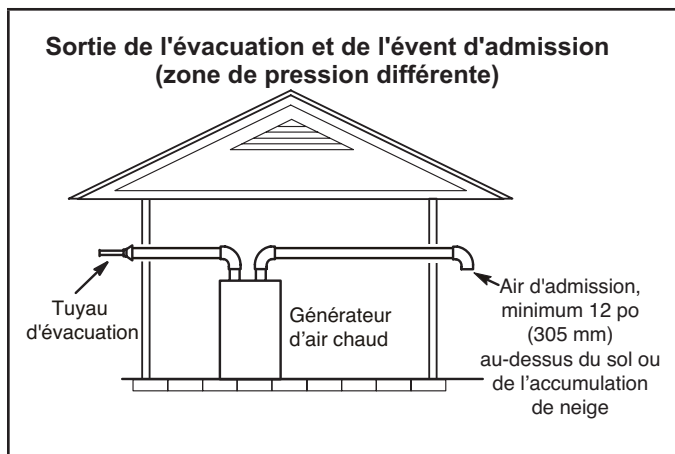 Sortie de l'évacuation et de l'évent d'admission
(zone de pression différente)
Tuyau
d'évacuation
Générateur
d’air chaud
Air d'admission,
minimum 12 po
(305 mm)
au-dessus du sol ou
de l’accumulation
de neige